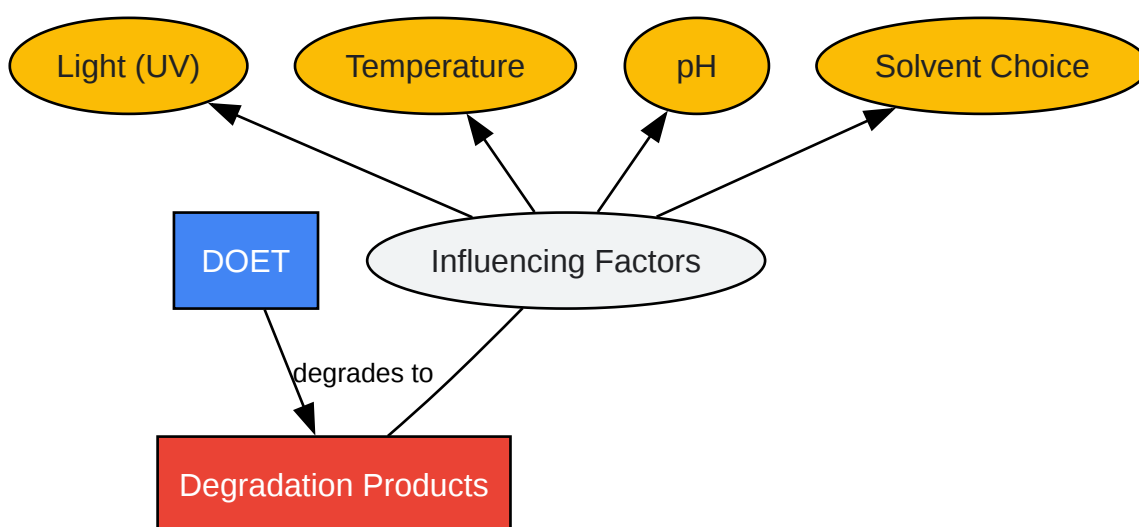 Light (UV)
Temperature
pH
Solvent Choice
DOET
Influencing Factors
degrades to
Degradation Products